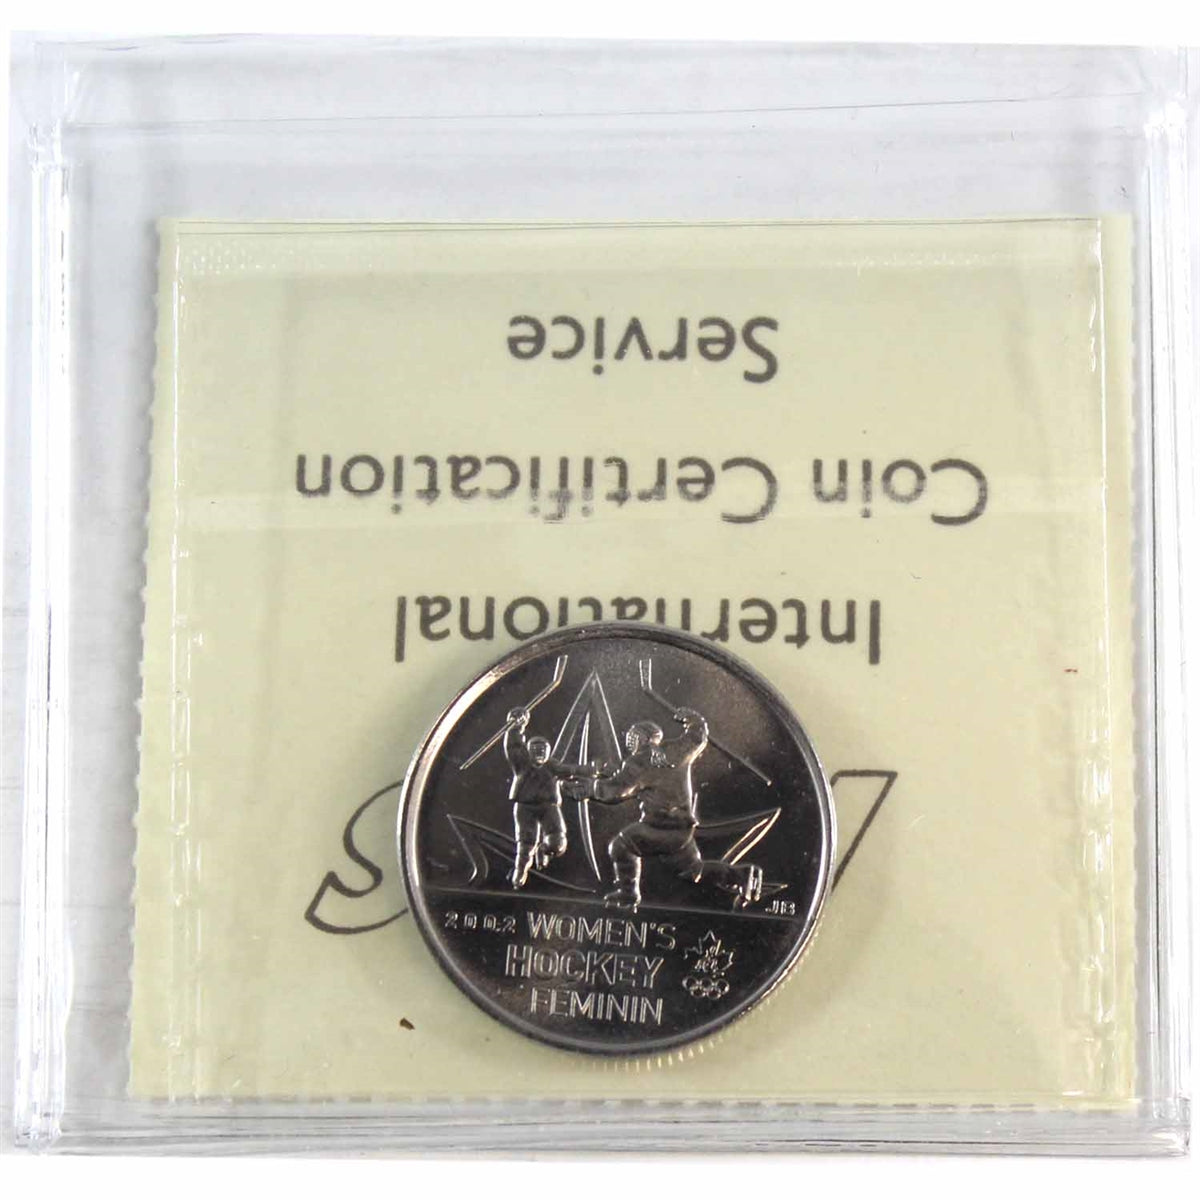 International
Coin Certification
Service
2002 WOMEN'S
HOCKEY
FEMININ
JB